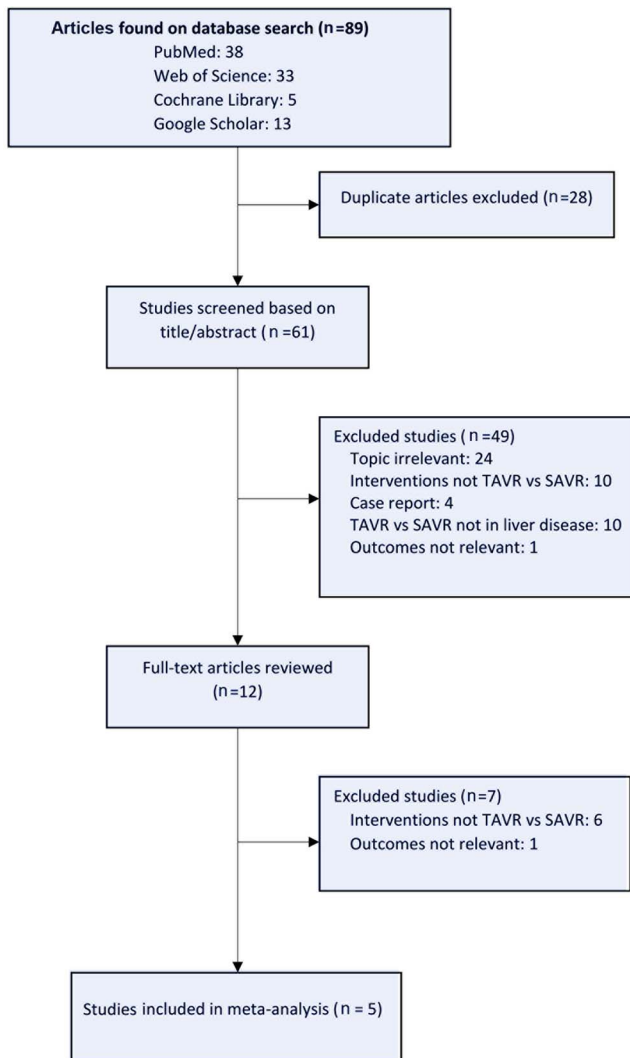 Articles found on database search (n=89)
PubMed: 38
Web of Science: 33
Cochrane Library: 5
Google Scholar: 13
Duplicate articles excluded (n=28)
Studies screened based on
title/abstract (n =61)
Excluded studies (n=49)
Topic irrelevant: 24
Interventions not TAVR vs SAVR: 10
Case report: 4
TAVR vs SAVR not in liver disease: 10
Outcomes not relevant: 1
Full-text articles reviewed
(n=12)
Excluded studies (n=7)
Interventions not TAVR vs SAVR: 6
Outcomes not relevant: 1
Studies included in meta-analysis (n = 5)